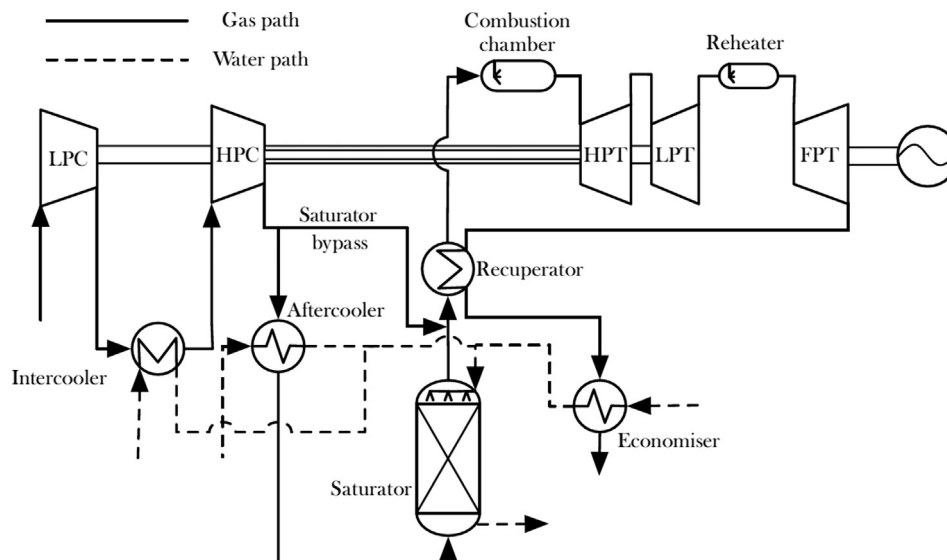 Gas path
Water path
Combustion
chamber
Reheater
LPC
HPC
HPT
LPT
FPT
Saturator
bypass
Recuperator
Aftercooler
Intercooler
Economiser
Saturator